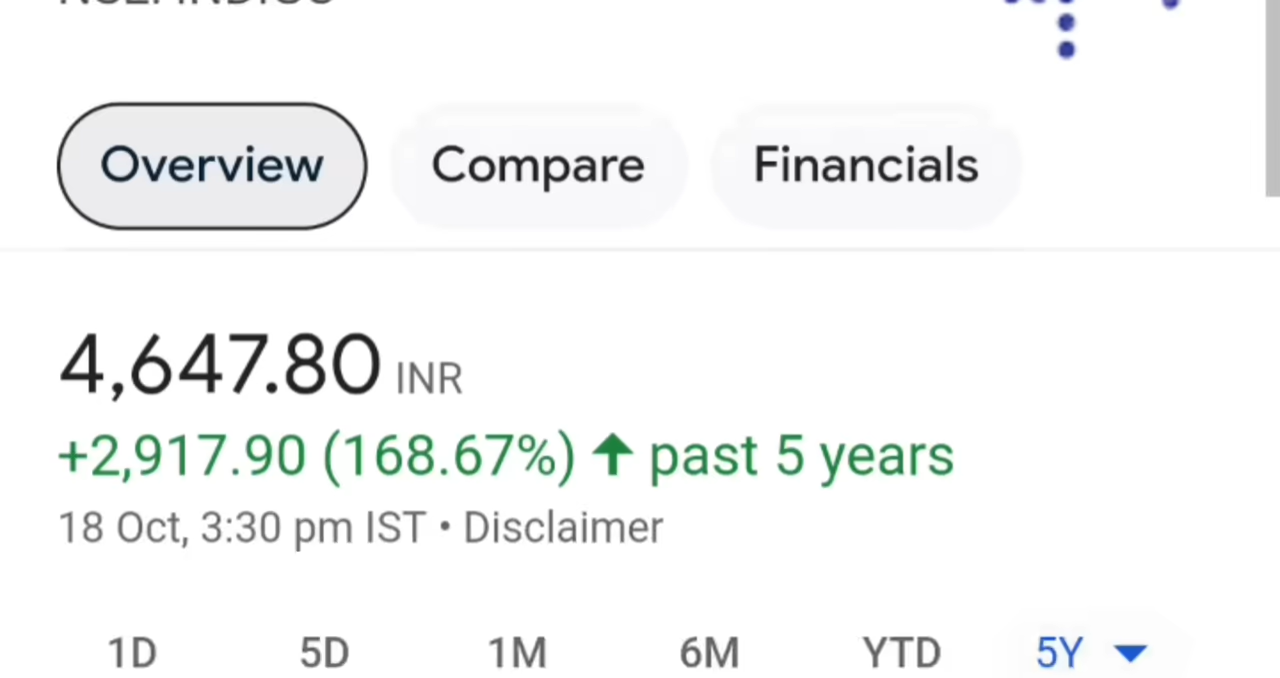 Overview Compare Financials
4,647.80 INR
+2,917.90 (168.67%) ↑ past 5 years
18 Oct, 3:30 pm IST • Disclaimer
1D 5D 1M 6M YTD 5Y